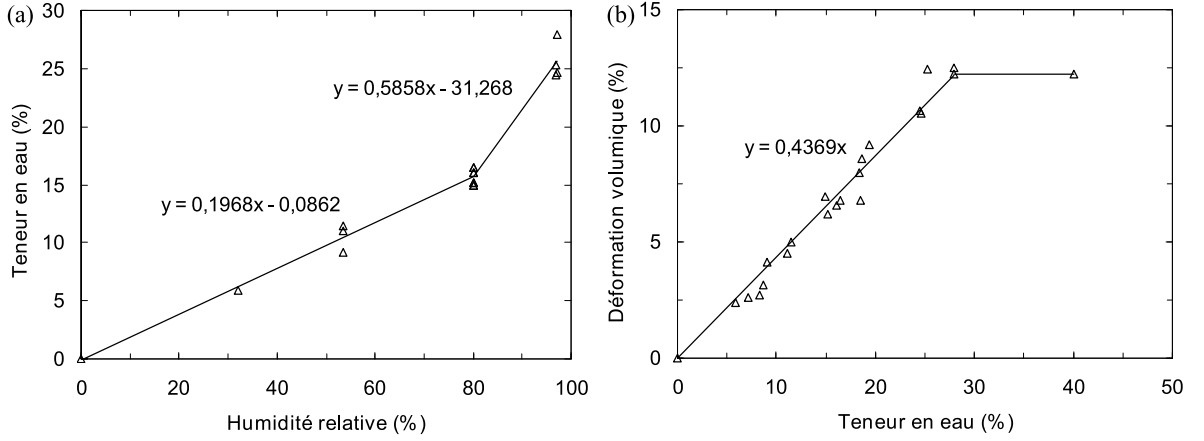 (a)
30
25
20
15
10
5
0
Teneur en eau (%)
y = 0,5858x - 31,268
y = 0,1968x - 0,0862
0 20 40 60 80 100
Humidité relative (%)
(b)
15
10
5
0
Déformation volumique (%)
y = 0,4369x
0 10 20 30 40 50
Teneur en eau (%)